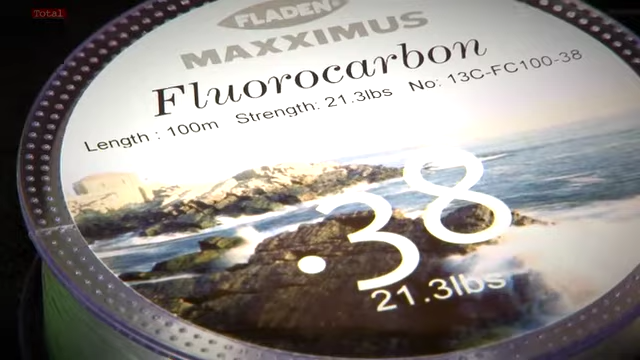 Total
FLADEN
MAXXIMUS
Fluorocarbon
Length : 100m Strength: 21.3lbs No: 13C-FC100-38
.38
21.3lbs